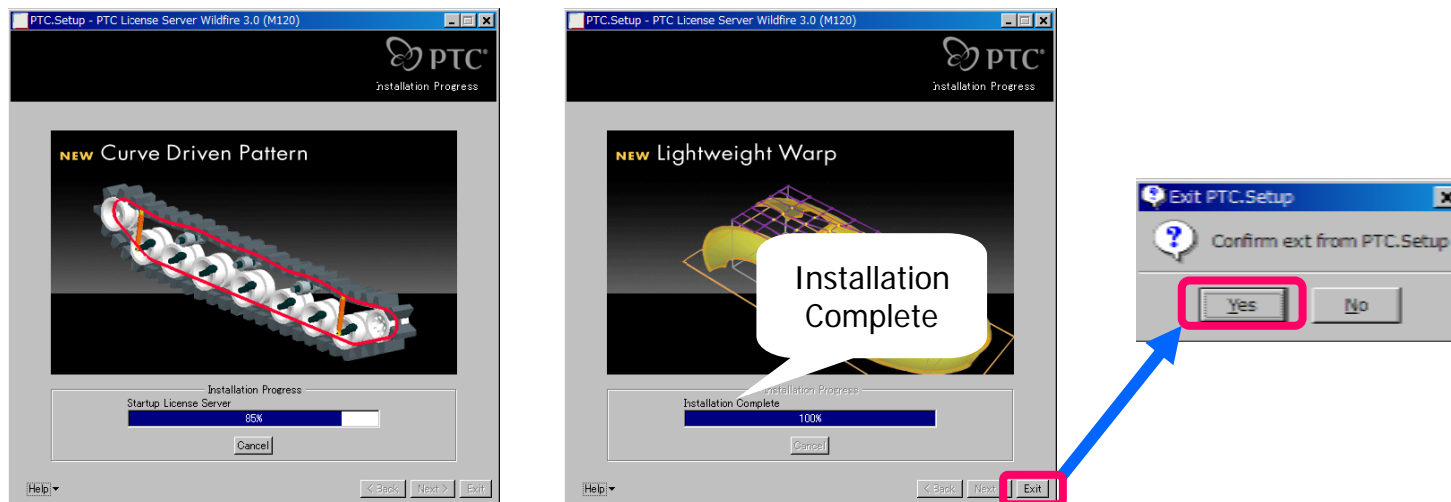 PTC.Setup - PTC License Server Wildfire 3.0 (M120)
PTC®
Installation Progress
NEW Curve Driven Pattern
Installation Progress
Startup License Server
85%
Cancel
Help
< Back Next > Exit
PTC.Setup - PTC License Server Wildfire 3.0 (M120)
PTC®
Installation Progress
NEW Lightweight Warp
Installation
Complete
Installation Progress
Installation Complete
100%
Cancel
Help
< Back Next Exit
Exit PTC.Setup
Confirm ext from PTC.Setup
Yes No